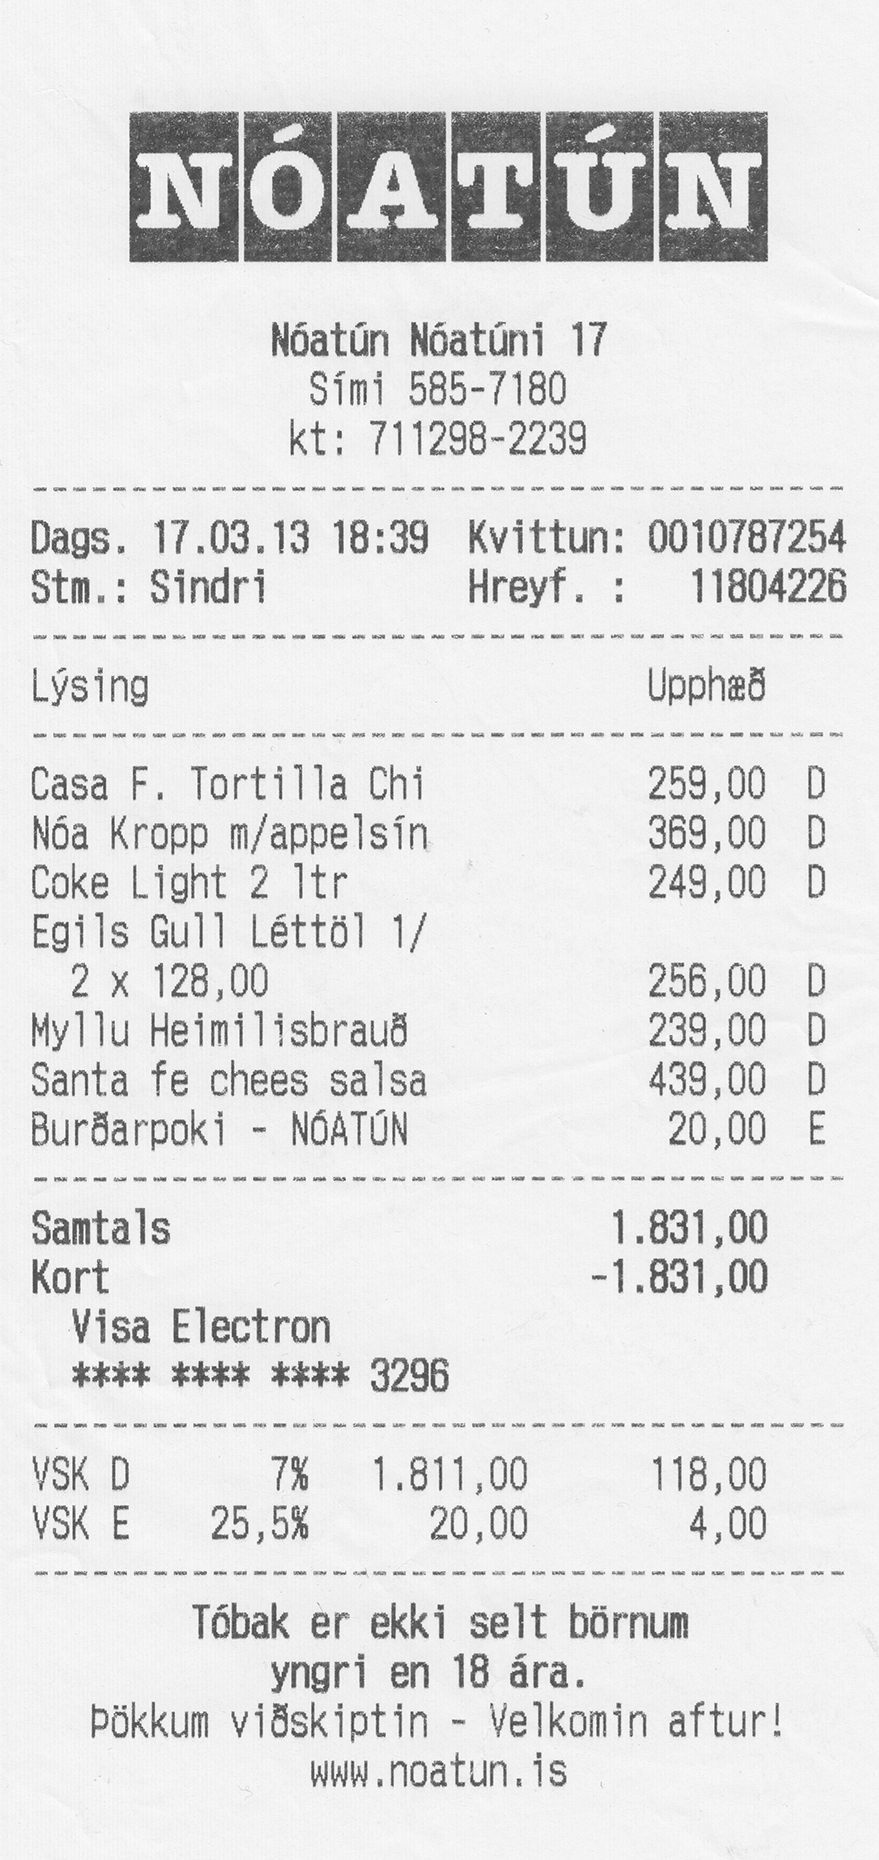 NÓATÚN
Nóatún Nóatúni 17
Sími 585-7180
kt: 711298-2239
Dags. 17.03.13 18:39 Kvittun: 0010787254
Stm.: Sindri Hreyf. : 11804226
Lýsing Upphæð
Casa F. Tortilla Chi 259,00 D
Nóa Kropp m/appelsín 369,00 D
Coke Light 2 ltr 249,00 D
Egils Gull Léttöl 1/
2 x 128,00 256,00 D
Myllu Heimilisbrauð 239,00 D
Santa fe chees salsa 439,00 D
Burðarpoki - NÓATÚN 20,00 E
Samtals 1.831,00
Kort -1.831,00
Visa Electron
**** **** **** 3296
VSK D 7% 1.811,00 118,00
VSK E 25,5% 20,00 4,00
Tóbak er ekki selt börnum
yngri en 18 ára.
Þökkum viðskiptin - Velkomin aftur!
www.noatun.is